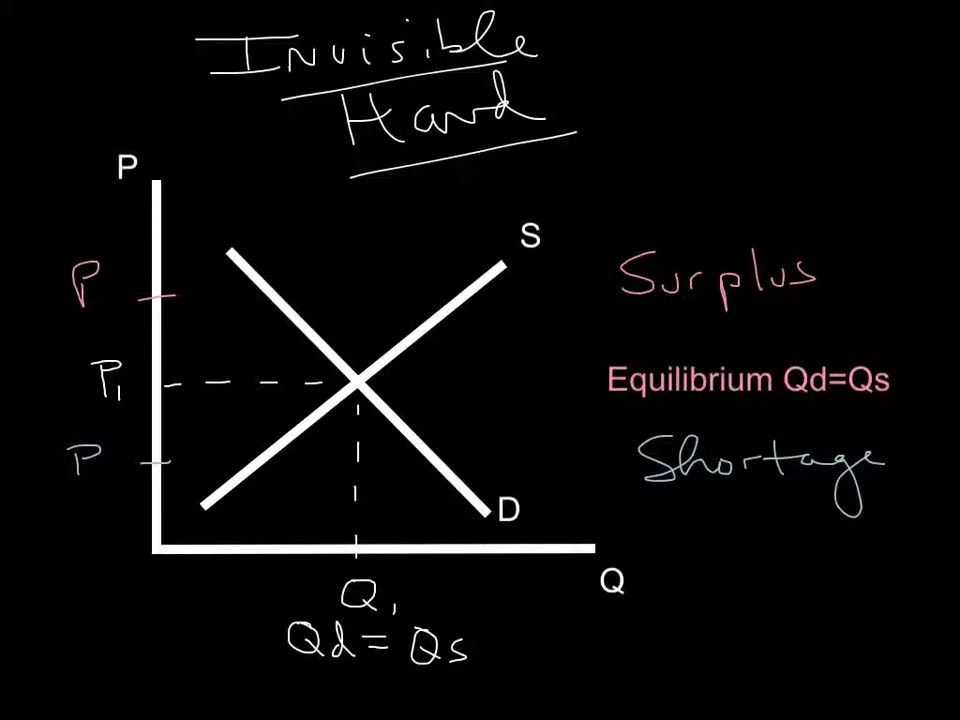 Invisible
Hand
P
S
P
Surplus
P1
Equilibrium Qd=Qs
P
Shortage
D
Q
Q1
Qd = Qs